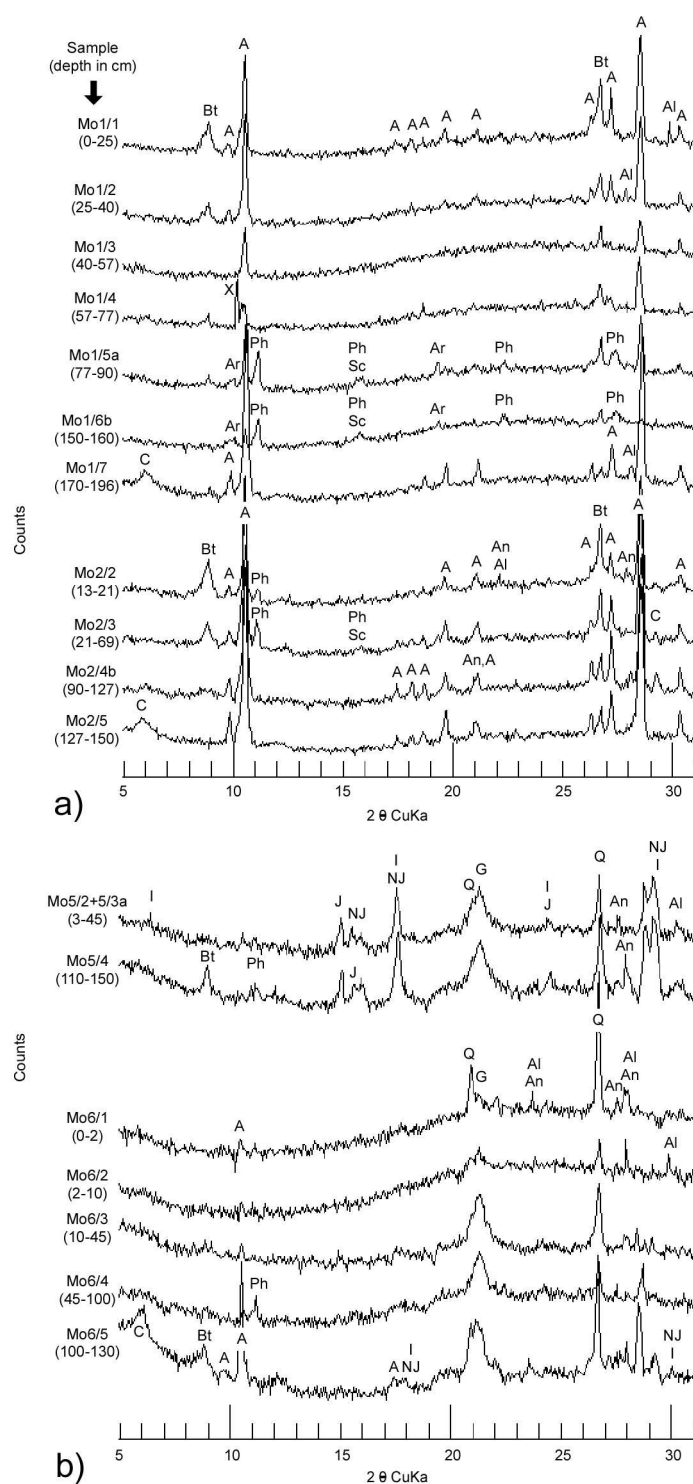 Sample
(depth in cm)
A
Bt
A
Bt A
A
A A A A A
Al A
Mo1/1
(0-25)
Mo1/2
(25-40)
Al
Mo1/3
(40-57)
Mo1/4
(57-77)
X
Mo1/5a
(77-90)
Ar
Ph
Ph
Sc
Ar
Ph
Ph
Mo1/6b
(150-160)
Ar
Ph
Ph
Sc
Ar
Ph
Ph
Mo1/7
(170-196)
C
A
A
Al
Counts
A
A
Mo2/2
(13-21)
Bt
A
Ph
A
A
An
Al
A
Bt
A
An
A
Mo2/3
(21-69)
Ph
Ph
Sc
C
Mo2/4b
(90-127)
A A A
An,A
Mo2/5
(127-150)
C
5 10 15 20 25 30
2 θ CuKa
a)
Mo5/2+5/3a
(3-45)
I
J
NJ
I
NJ
Q
G
I
J
Q
An
NJ
I
Al
Mo5/4
(110-150)
Bt
Ph
J
An
Counts
Q
Mo6/1
(0-2)
A
Q
G
Al
An
An
Al
An
Mo6/2
(2-10)
Al
Mo6/3
(10-45)
Mo6/4
(45-100)
Ph
Mo6/5
(100-130)
C
Bt
A
A
A
I
NJ
NJ
I
5 10 15 20 25 30
2 θ CuKa
b)